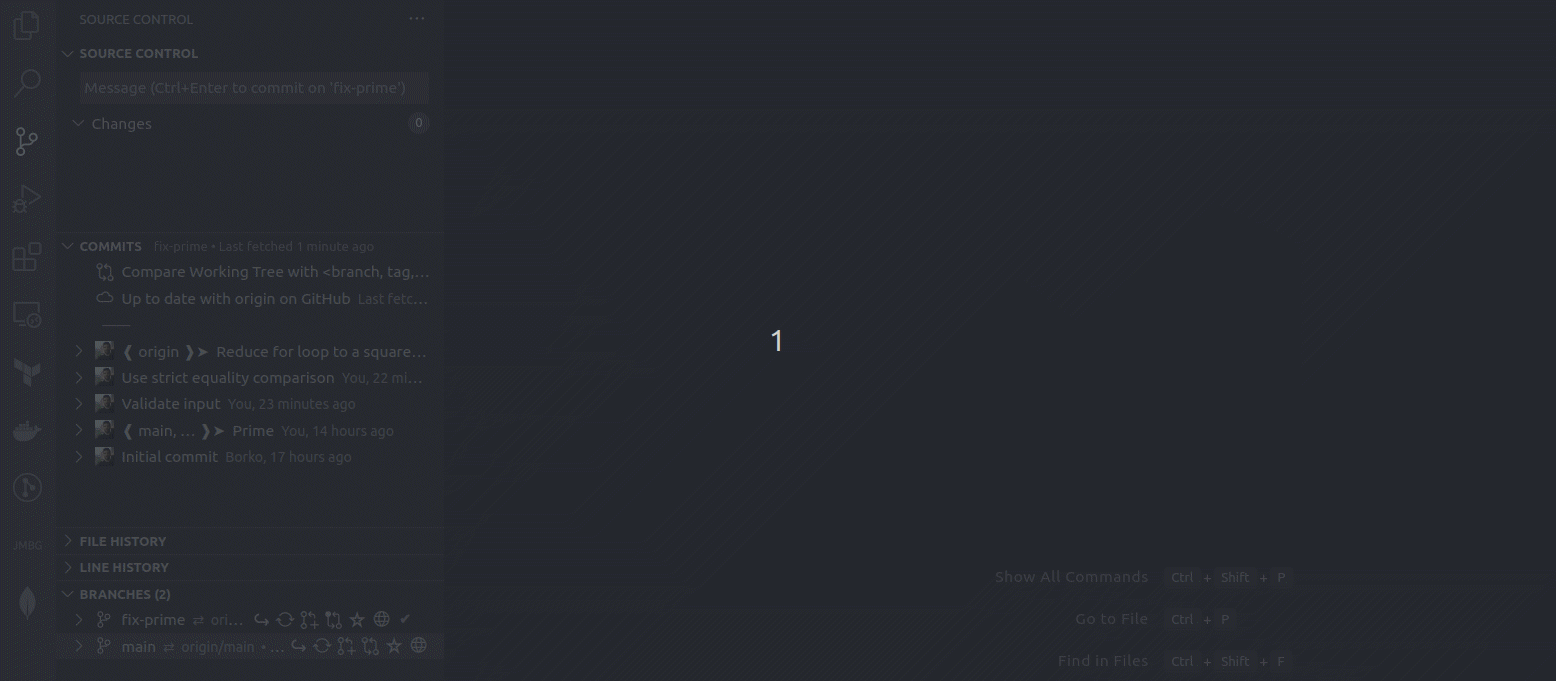 SOURCE CONTROL ...
SOURCE CONTROL
Message (Ctrl+Enter to commit on 'fix-prime')
Changes 0
COMMITS fix-prime • Last fetched 1 minute ago
Compare Working Tree with <branch, tag,...
Up to date with origin on GitHub Last fetc...
1
❰ origin ❱➤ Reduce for loop to a square...
Use strict equality comparison You, 22 mi...
Validate input You, 23 minutes ago
❰ main, ... ❱➤ Prime You, 14 hours ago
Initial commit Borko, 17 hours ago
JMBG
FILE HISTORY
LINE HISTORY
BRANCHES (2)
fix-prime ⇄ ori... ✔
main ⇄ origin/main • ...
Show All Commands Ctrl + Shift + P
Go to File Ctrl + P
Find in Files Ctrl + Shift + F